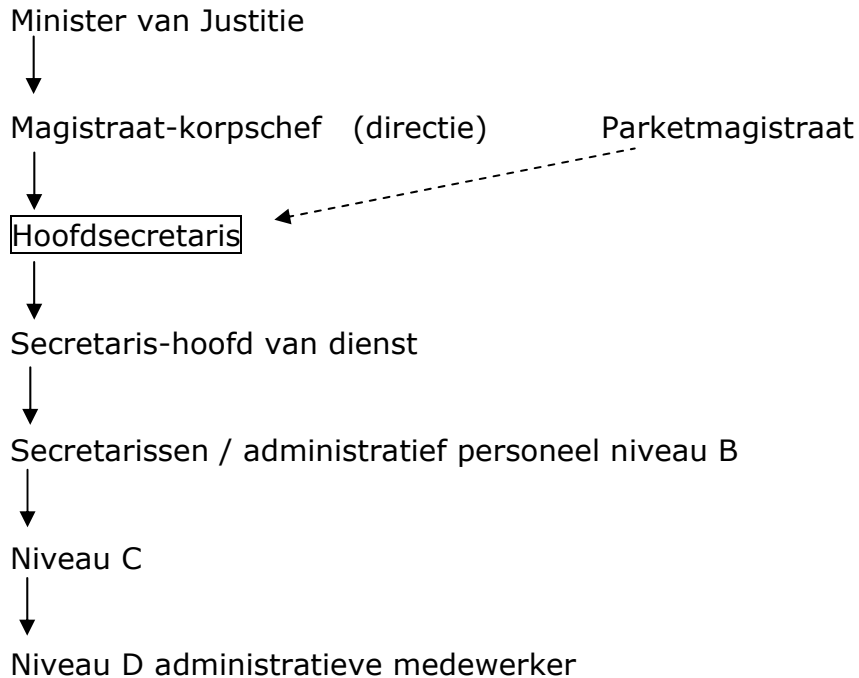 Minister van Justitie
Magistraat-korpschef (directie) Parketmagistraat
Hoofdsecretaris
Secretaris-hoofd van dienst
Secretarissen / administratief personeel niveau B
Niveau C
Niveau D administratieve medewerker